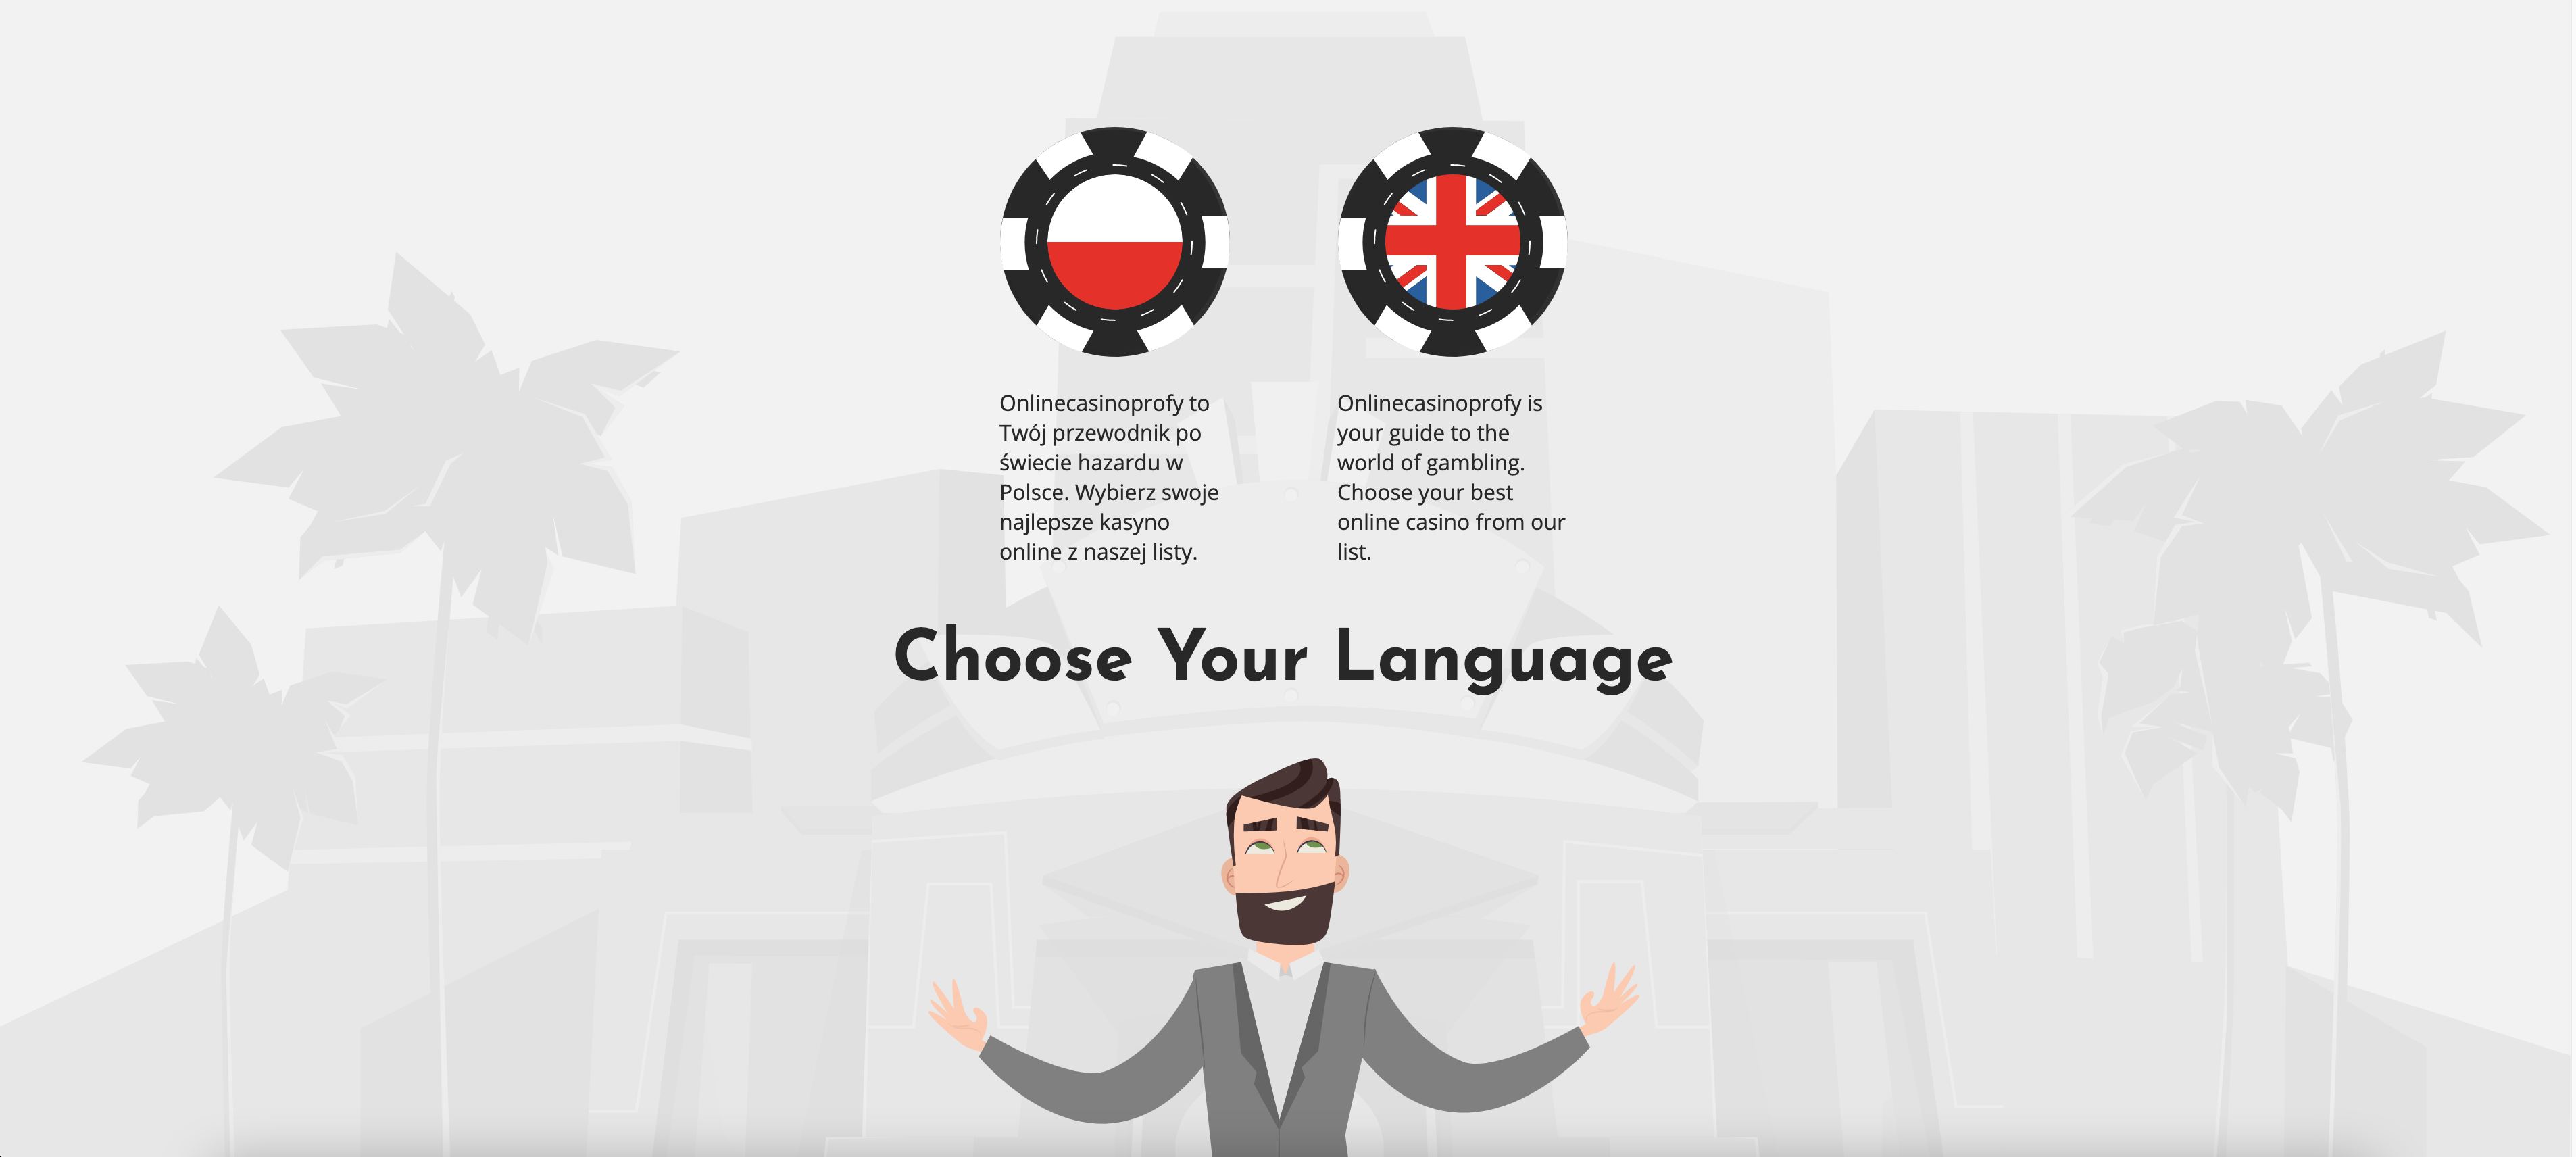 Onlinecasinoprofy to
Twój przewodnik po
świecie hazardu w
Polsce. Wybierz swoje
najlepsze kasyno
online z naszej listy.
Onlinecasinoprofy is
your guide to the
world of gambling.
Choose your best
online casino from our
list.
Choose Your Language